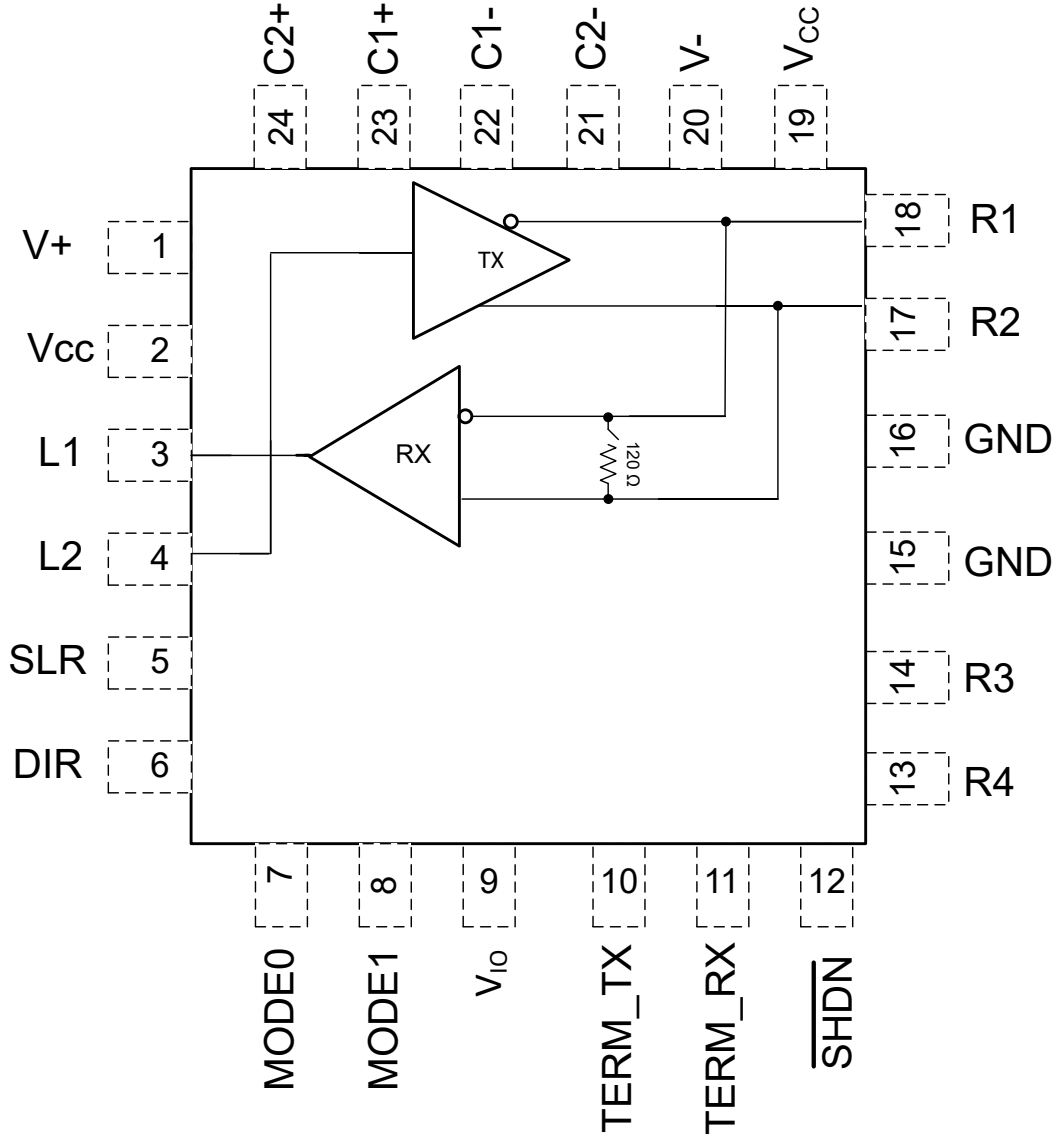 C2+
C1+
C1-
C2-
V-
VCC
24
23
22
21
20
19
V+
1
TX
18
R1
Vcc
2
17
R2
L1
3
RX
120 Ω
16
GND
L2
4
15
GND
SLR
5
14
R3
DIR
6
13
R4
7
8
9
10
11
12
MODE0
MODE1
VIO
TERM_TX
TERM_RX
SHDN